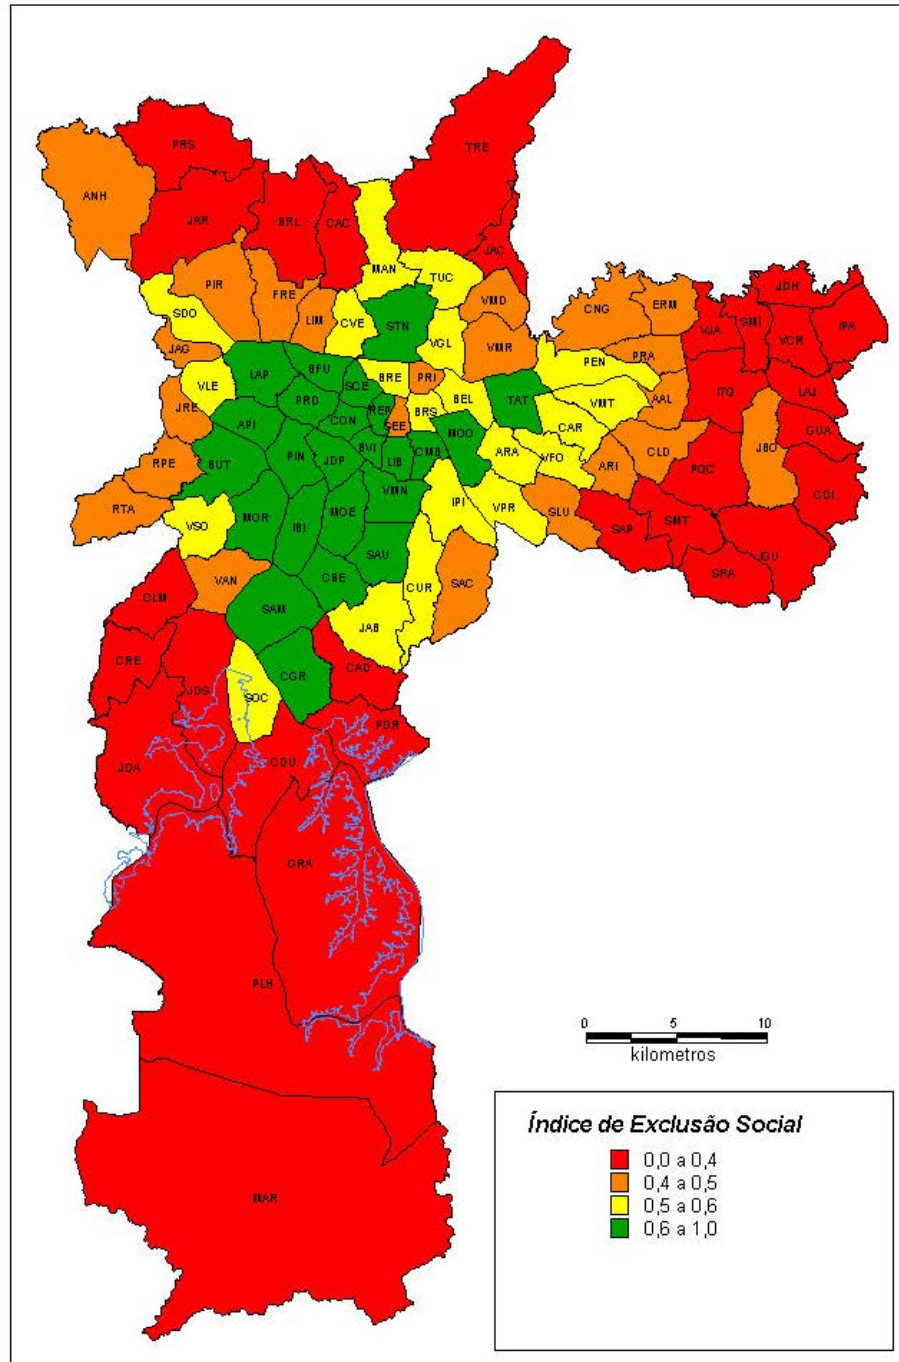 TRE
PRS
ANH
JAR
BRL
CAC
JAC
MAN
TUC
PIR
FRE
VMD
JDH
SDO
LIM
CVE
STN
CNG
ERM
VJA
SMI
VCR
IPA
JAG
VGL
VMR
PRA
PEN
LAP
BFU
VLE
BRE
PRI
SCE
BEL
TAT
VMT
AAL
ITQ
LAJ
JRE
PRD
REP
BRS
API
CON
SEE
MOO
CAR
GUA
RPE
BUT
PIN
JDP
BVI
LIB
CMB
ARA
VFO
ARI
CLD
JBO
PQC
CDI
RTA
VMN
MOR
IBI
MOE
IPI
VPR
SLU
VSO
SAP
SMT
IGU
SAU
SRA
VAN
CBE
CUR
SAC
CLM
SAM
JAB
CRE
JDS
SOC
CGR
CAD
PDR
JDA
CDU
GRA
PLH
MAR
0 5 10
kilometros
Índice de Exclusão Social
0,0 a 0,4
0,4 a 0,5
0,5 a 0,6
0,6 a 1,0